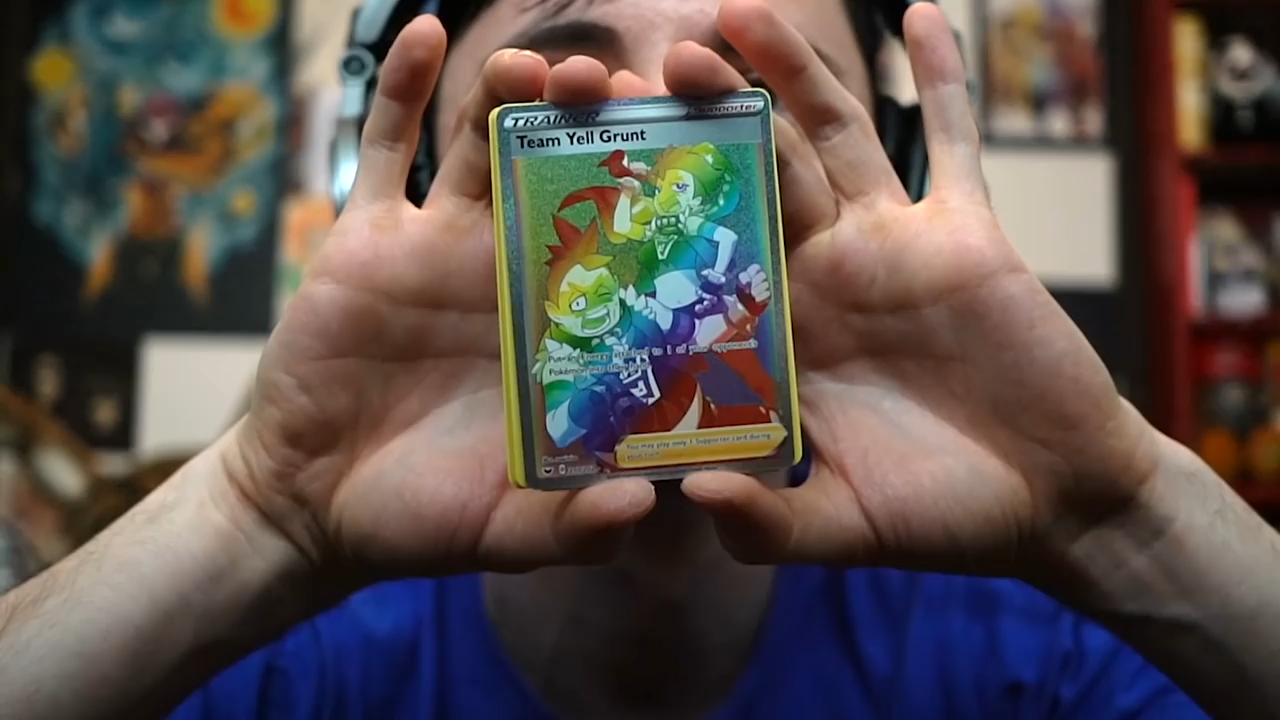 TRAINER Supporter
Team Yell Grunt
Put an Energy attached to 1 of your opponent's
Pokémon into their hand.
You may play only 1 Supporter card during
your turn.